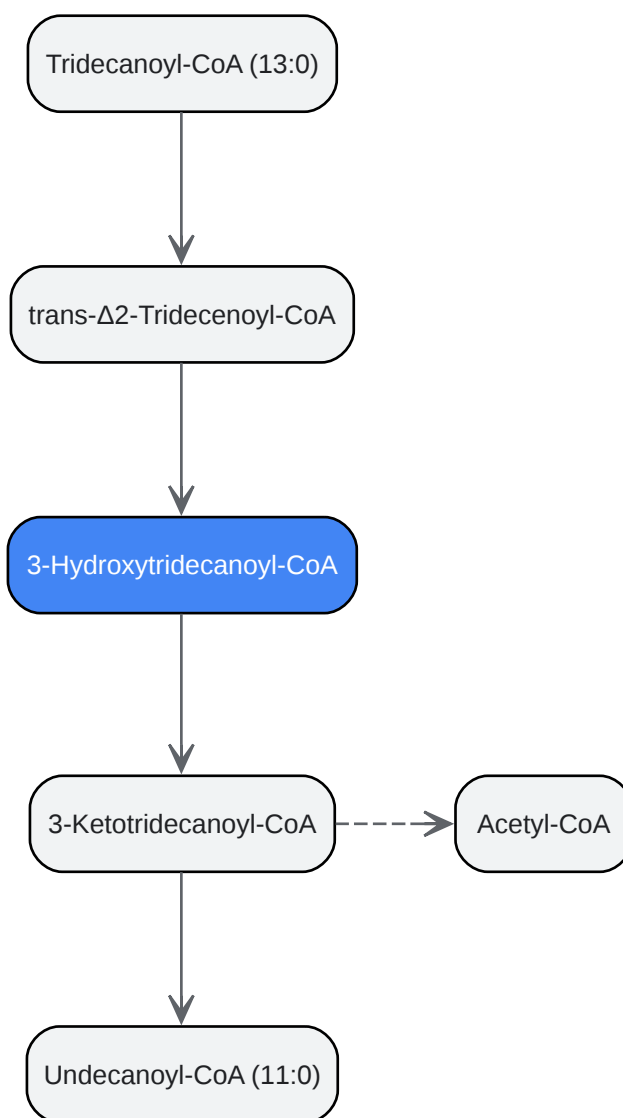 Tridecanoyl-CoA (13:0)
trans-Δ2-Tridecenoyl-CoA
3-Hydroxytridecanoyl-CoA
3-Ketotridecanoyl-CoA
Acetyl-CoA
Undecanoyl-CoA (11:0)